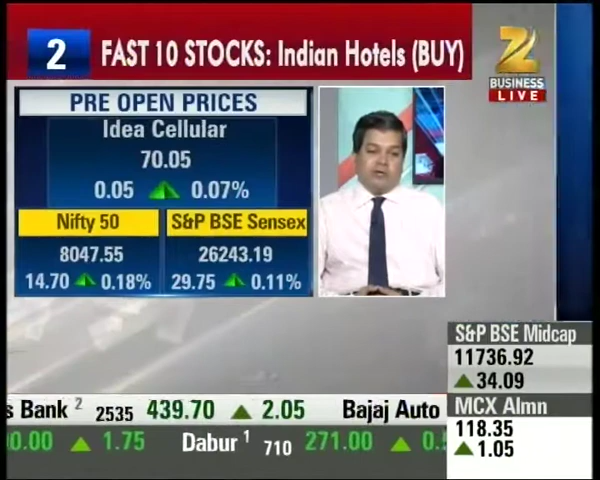 2 FAST 10 STOCKS: Indian Hotels (BUY)
Z
BUSINESS
LIVE
PRE OPEN PRICES
Idea Cellular
70.05
0.05 0.07%
Nifty 50 S&P BSE Sensex
8047.55 26243.19
14.70 0.18% 29.75 0.11%
S&P BSE Midcap
11736.92
34.09
MCX Almn
118.35
1.05
s Bank 2 2535 439.70 2.05 Bajaj Auto
0.00 1.75 Dabur 1 710 271.00 0.5